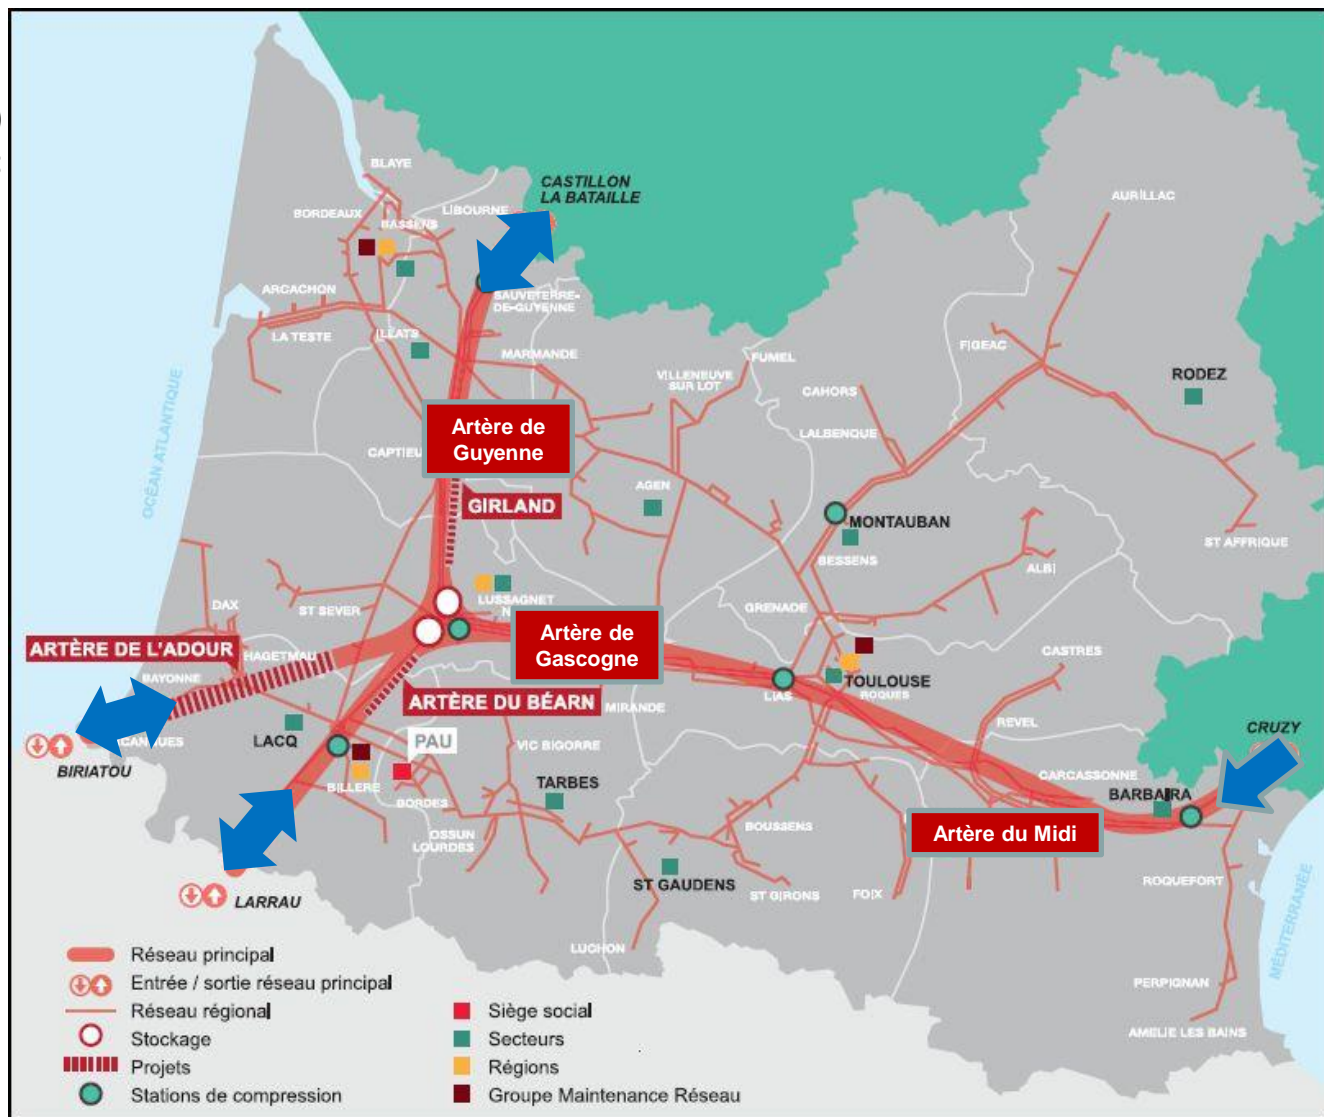 BLAYE
CASTILLON
LA BATAILLE
AURILLAC
BORDEAUX
LIBOURNE
BASSENS
ARCACHON
SAUVETERRE-
DE-GUYENNE
LA TESTE
ILLATS
MARMANDE
FUMEL
FIGEAC
VILLENEUVE
SUR LOT
RODEZ
CAHORS
OCÉAN ATLANTIQUE
Artère de
Guyenne
LALBENQUE
CAPTIEU
AGEN
GIRLAND
MONTAUBAN
ST AFFRIQUE
BESSENS
ALBI
DAX
ST SEVER
LUSSAGNET
GRENADE
ARTÈRE DE L'ADOUR
HAGETMAU
Artère de
Gascogne
CASTRES
BAYONNE
TOULOUSE
LIAS
ROQUES
ARTÈRE DU BÉARN
MIRANDE
REVEL
CRUZY
LACQ
PAU
VIC BIGORRE
BIRIATOU
CARCASSONNE
TARBES
BILLERE
BORDES
BARBAIRA
OSSUN
LOURDES
BOUSSENS
Artère du Midi
ST GAUDENS
ST GIRONS
FOIX
ROQUEFORT
LARRAU
LUCHON
MÉDITERRANÉE
PERPIGNAN
AMELIE LES BAINS
Réseau principal
Entrée / sortie réseau principal
Réseau régional
Stockage
Projets
Stations de compression
Siège social
Secteurs
Régions
Groupe Maintenance Réseau